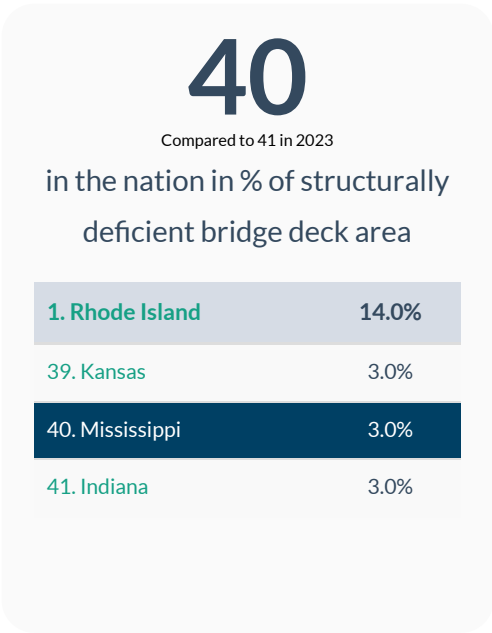 40
Compared to 41 in 2023
in the nation in % of structurally
deficient bridge deck area
1. Rhode Island 14.0%
39. Kansas 3.0%
40. Mississippi 3.0%
41. Indiana 3.0%